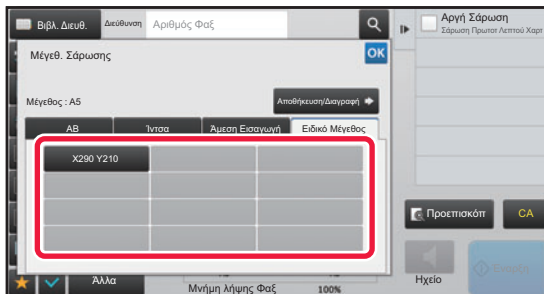 Βιβλ. Διευθ.
Διεύθυνση
Αριθμός Φαξ
Αργή Σάρωση
Σάρωση Πρωτοτ Λεπτού Χαρτ
Μέγεθ. Σάρωσης
OK
Μέγεθος : A5
Αποθήκευση/Διαγραφή
AB
Ίντσα
Άμεση Εισαγωγή
Ειδικό Μέγεθος
X290 Y210
Προεπισκόπ
CA
Άλλα
Μνήμη λήψης Φαξ
100%
Ηχείο
Έναρξη